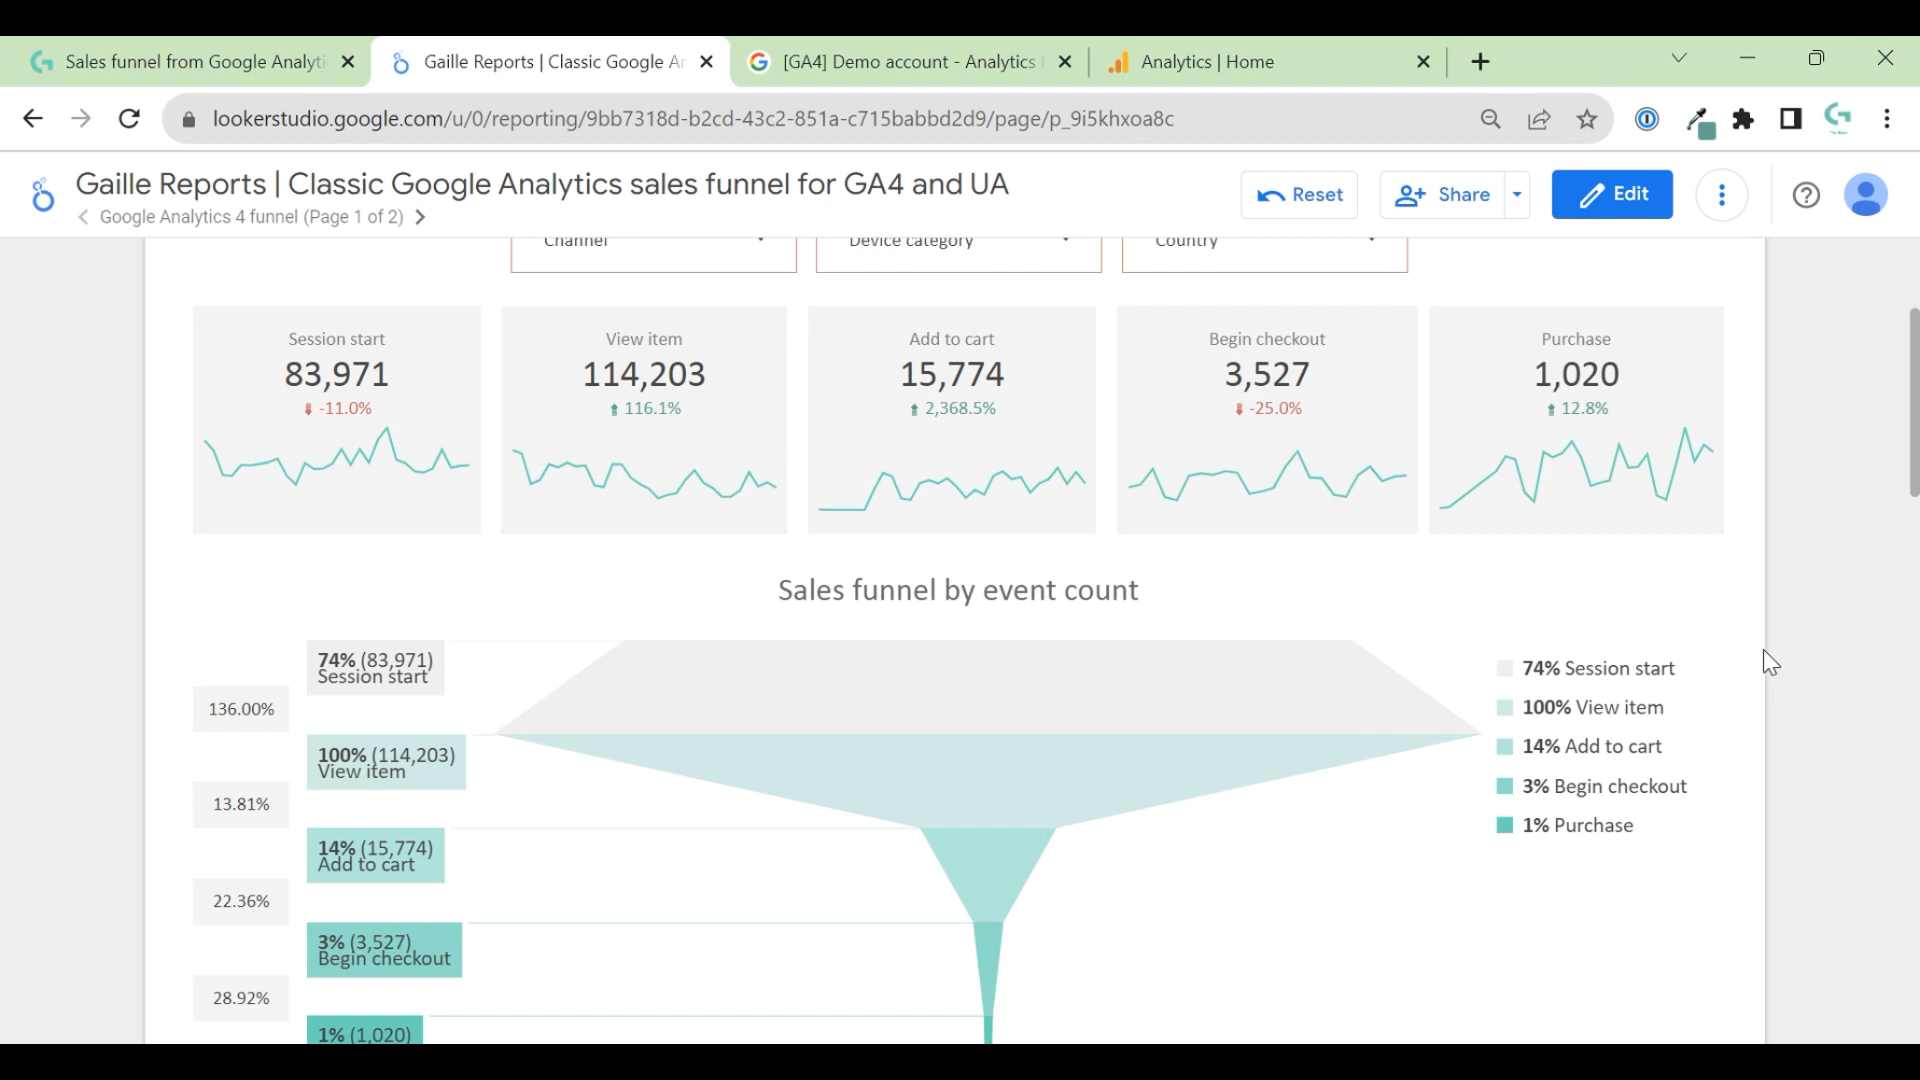 Sales funnel from Google Analyti
Gaille Reports | Classic Google A
[GA4] Demo account - Analytics
Analytics | Home
lookerstudio.google.com/u/0/reporting/9bb7318d-b2cd-43c2-851a-c715babbd2d9/page/p_9i5khxoa8c
Gaille Reports | Classic Google Analytics sales funnel for GA4 and UA
Google Analytics 4 funnel (Page 1 of 2)
Reset
Share
Edit
Channel
Device category
Country
Session start
83,971
-11.0%
View item
114,203
116.1%
Add to cart
15,774
2,368.5%
Begin checkout
3,527
-25.0%
Purchase
1,020
12.8%
Sales funnel by event count
74% (83,971)
Session start
136.00%
100% (114,203)
View item
13.81%
14% (15,774)
Add to cart
22.36%
3% (3,527)
Begin checkout
28.92%
1% (1,020)
74% Session start
100% View item
14% Add to cart
3% Begin checkout
1% Purchase